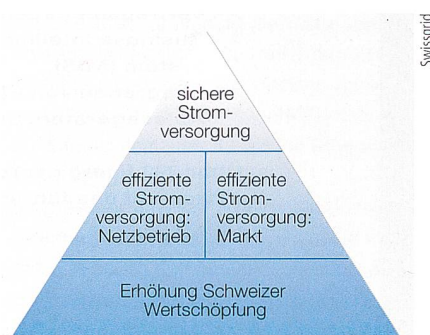 Swissgrid
sichere
Strom-
versorgung
effiziente
Strom-
versorgung:
Netzbetrieb
effiziente
Strom-
versorgung:
Markt
Erhöhung Schweizer
Wertschöpfung